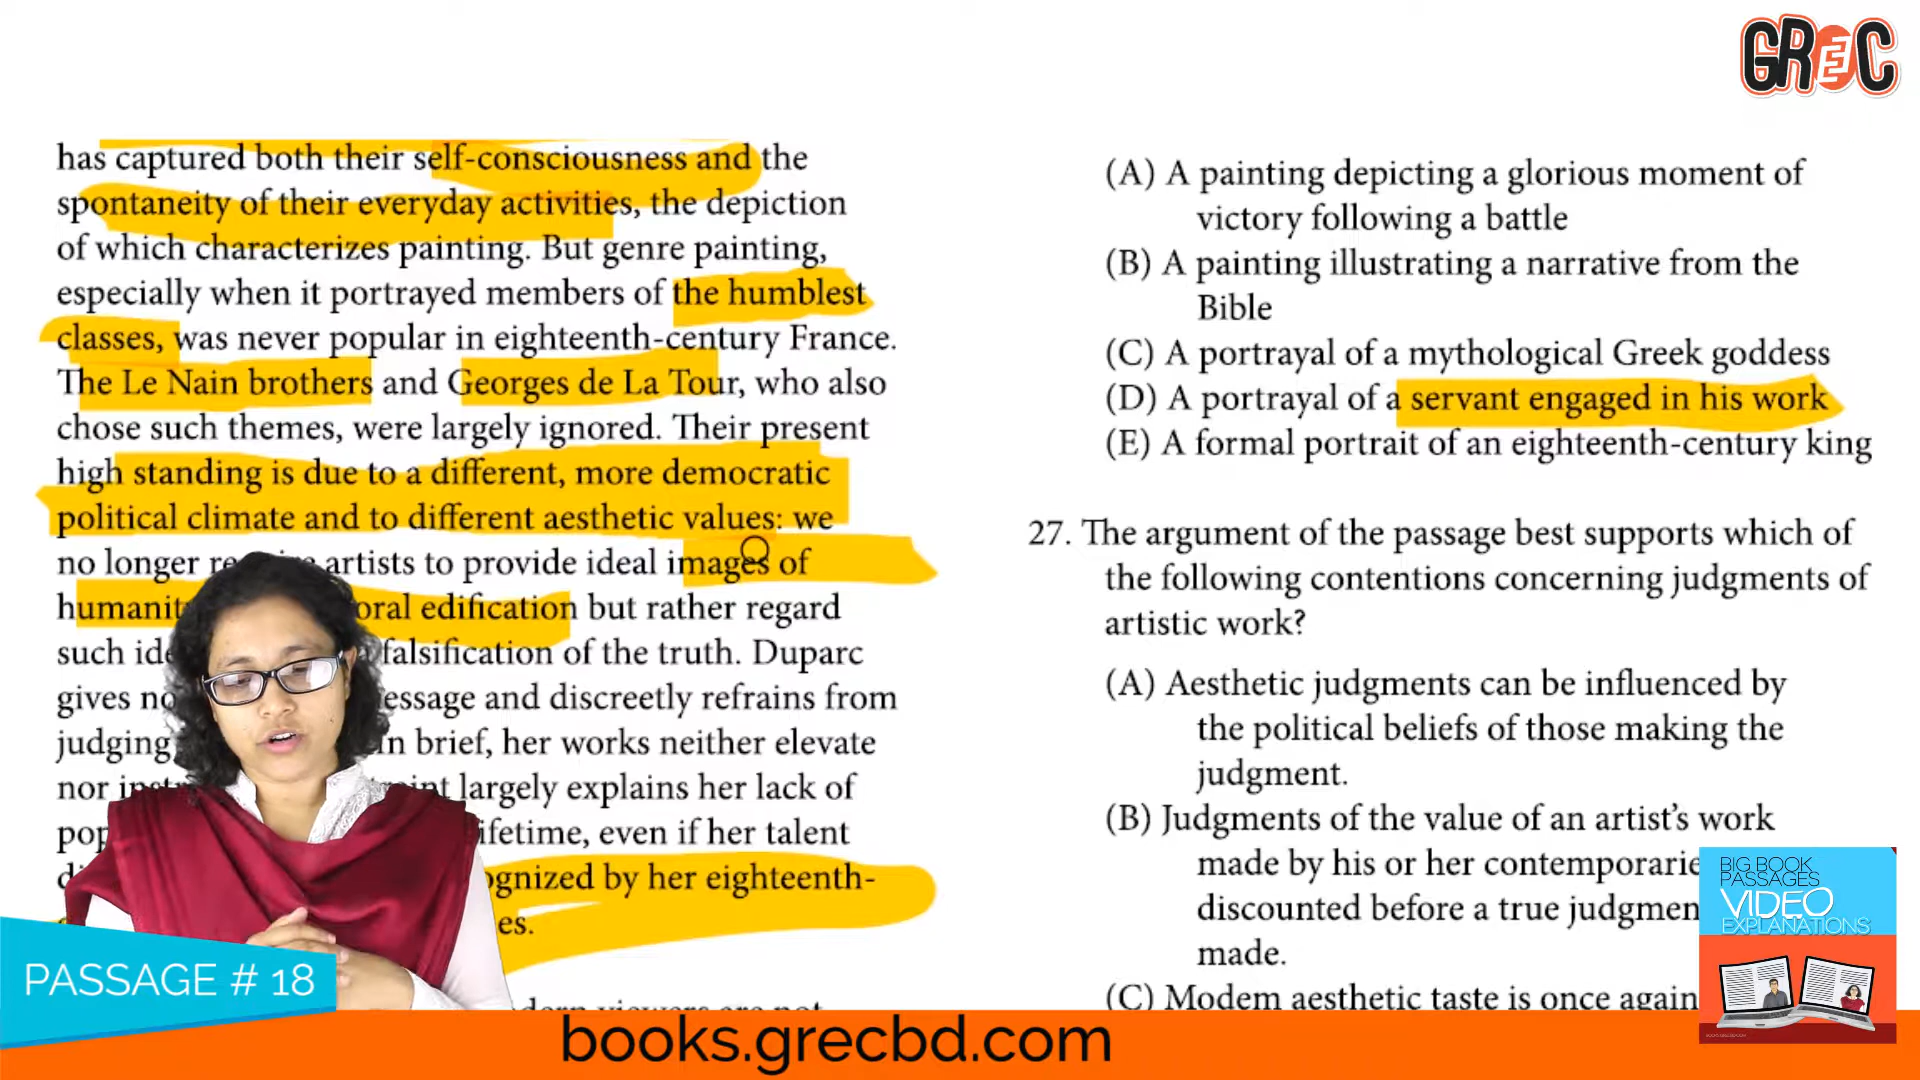 GREC
has captured both their self-consciousness and the
spontaneity of their everyday activities, the depiction
of which characterizes painting. But genre painting,
especially when it portrayed members of the humblest
classes, was never popular in eighteenth-century France.
The Le Nain brothers and Georges de La Tour, who also
chose such themes, were largely ignored. Their present
high standing is due to a different, more democratic
political climate and to different aesthetic values: we
no longer artists to provide ideal images of
oral edification but rather regard
such falsification of the truth. Duparc
gives essage and discreetly refrains from
judging in brief, her works neither elevate
nor largely explains her lack of
ifetime, even if her talent
ognized by her eighteenth-
es.
(A) A painting depicting a glorious moment of
victory following a battle
(B) A painting illustrating a narrative from the
Bible
(C) A portrayal of a mythological Greek goddess
(D) A portrayal of a servant engaged in his work
(E) A formal portrait of an eighteenth-century king
27. The argument of the passage best supports which of
the following contentions concerning judgments of
artistic work?
(A) Aesthetic judgments can be influenced by
the political beliefs of those making the
judgment.
(B) Judgments of the value of an artist's work
made by his or her contemporarie
discounted before a true judgmen
made.
(C) Modem aesthetic taste is once again
PASSAGE # 18
BIG BOOK
PASSAGES
VIDEO
EXPLANATIONS
books.grecbd.com